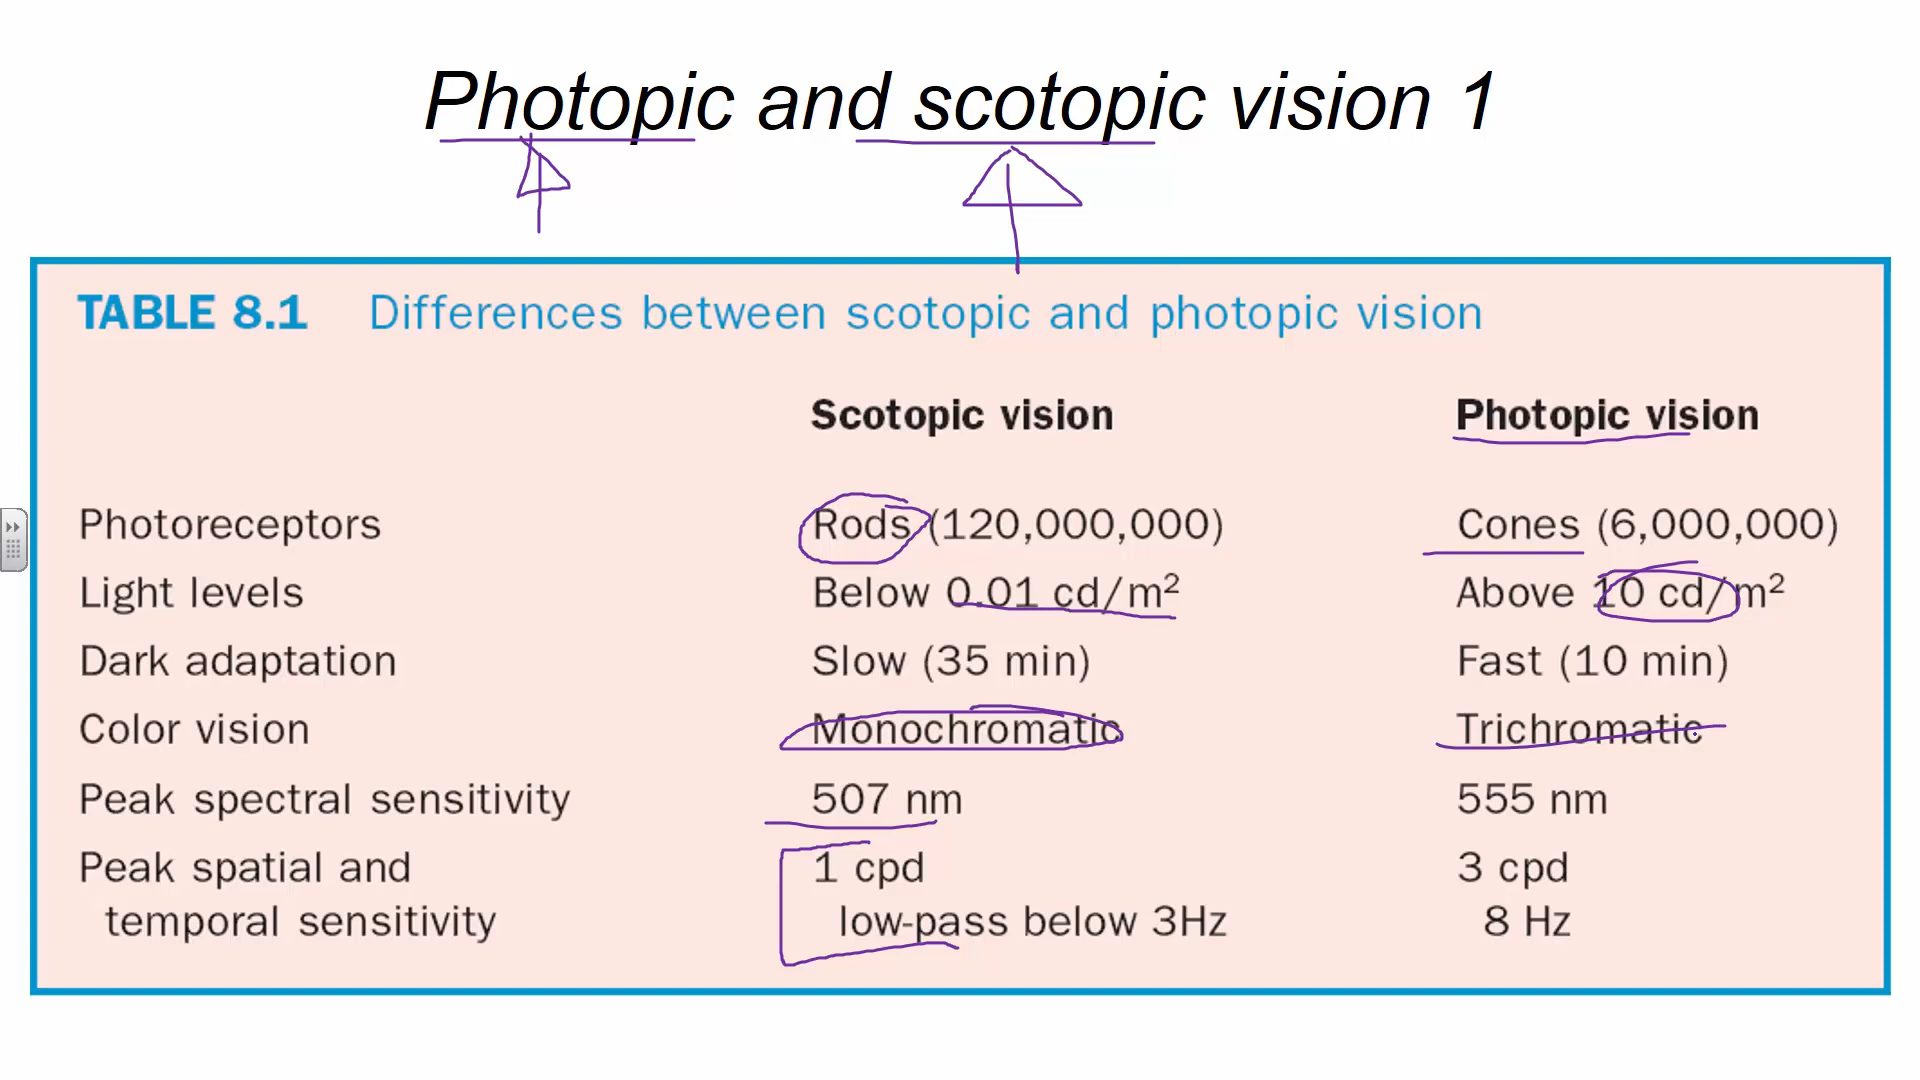 Photopic and scotopic vision 1
TABLE 8.1 Differences between scotopic and photopic vision
Scotopic vision Photopic vision
Photoreceptors Rods (120,000,000) Cones (6,000,000)
Light levels Below 0.01 cd/m² Above 10 cd/m²
Dark adaptation Slow (35 min) Fast (10 min)
Color vision Monochromatic Trichromatic
Peak spectral sensitivity 507 nm 555 nm
Peak spatial and 1 cpd 3 cpd
temporal sensitivity low-pass below 3Hz 8 Hz